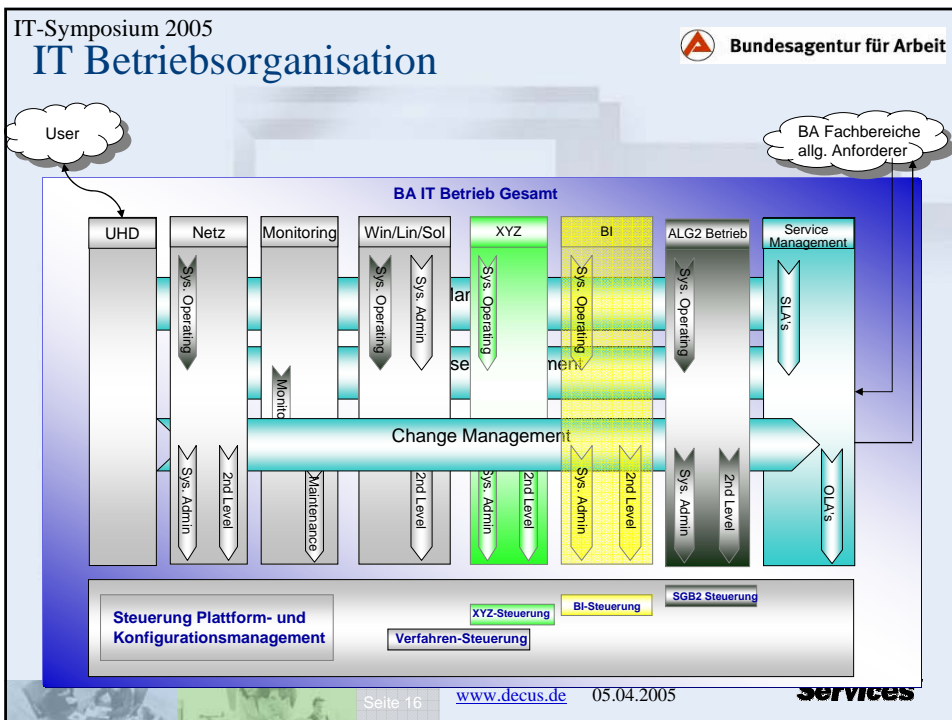 IT-Symposium 2005
IT Betriebsorganisation
Bundesagentur für Arbeit
User
BA Fachbereiche
allg. Anforderer
BA IT Betrieb Gesamt
UHD
Netz
Monitoring
Win/Lin/Sol
XYZ
BI
ALG2 Betrieb
Service
Management
Sys. Operating
Sys. Operating
Sys. Admin
Sys. Operating
Sys. Operating
Sys. Operating
SLA's
Change Management
Sys. Admin
2nd Level
Maintenance
2nd Level
Sys. Admin
2nd Level
Sys. Admin
2nd Level
Sys. Admin
2nd Level
OLA's
Steuerung Plattform- und
Konfigurationsmanagement
Verfahren-Steuerung
XYZ-Steuerung
BI-Steuerung
SGB2 Steuerung
Seite 16
www.decus.de
05.04.2005
Services